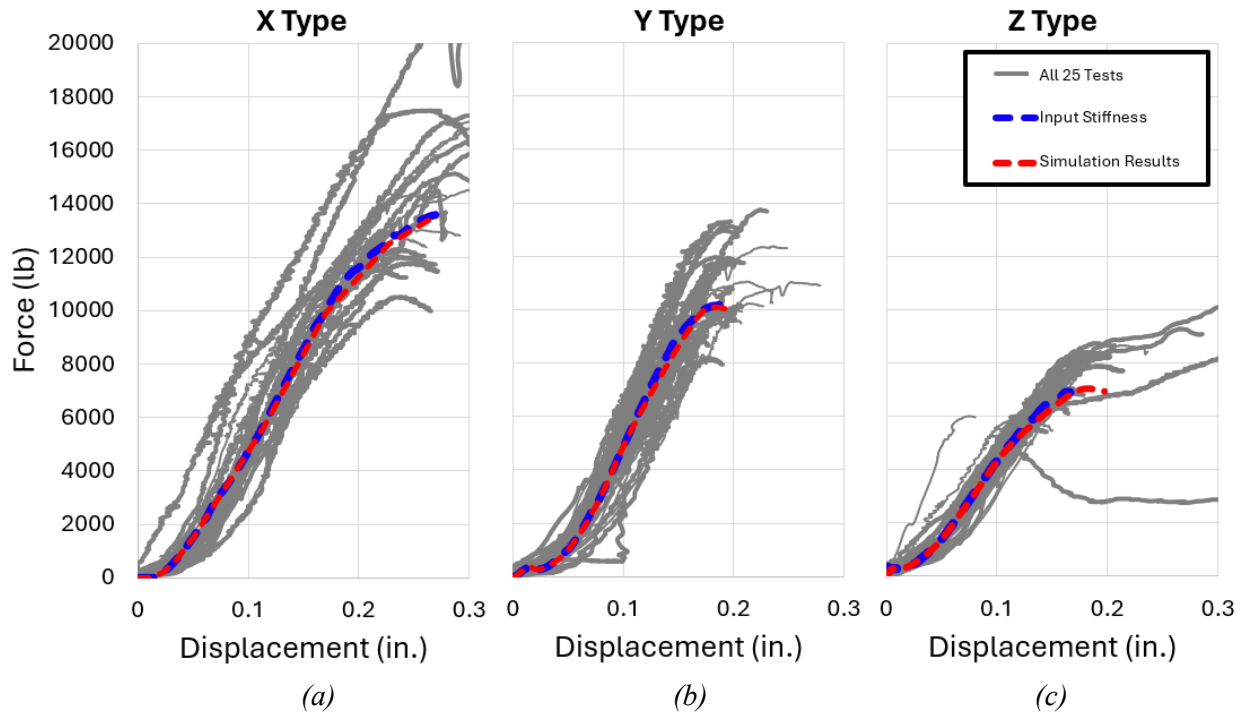 X Type
Y Type
Z Type
20000
18000
16000
14000
12000
10000
8000
6000
4000
2000
0
Force (lb)
All 25 Tests
Input Stiffness
Simulation Results
0 0.1 0.2 0.3
0 0.1 0.2 0.3
0 0.1 0.2 0.3
Displacement (in.)
Displacement (in.)
Displacement (in.)
(a)
(b)
(c)